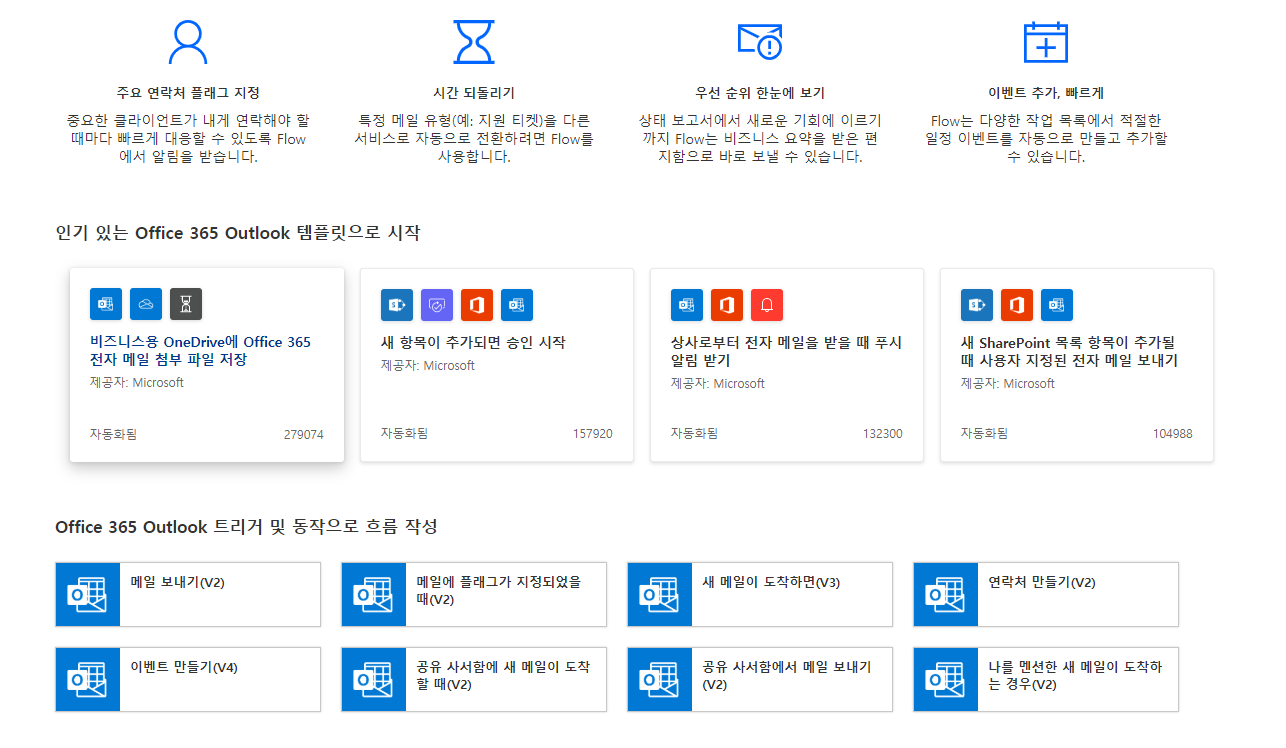 주요 연락처 플래그 지정
중요한 클라이언트가 내게 연락해야 할
때마다 빠르게 대응할 수 있도록 Flow
에서 알림을 받습니다.
시간 되돌리기
특정 메일 유형(예: 지원 티켓)을 다른
서비스로 자동으로 전환하려면 Flow를
사용합니다.
우선 순위 한눈에 보기
상태 보고서에서 새로운 기회에 이르기
까지 Flow는 비즈니스 요약을 받은 편
지함으로 바로 보낼 수 있습니다.
이벤트 추가, 빠르게
Flow는 다양한 작업 목록에서 적절한
일정 이벤트를 자동으로 만들고 추가할
수 있습니다.
인기 있는 Office 365 Outlook 템플릿으로 시작
비즈니스용 OneDrive에 Office 365
전자 메일 첨부 파일 저장
제공자: Microsoft
자동화됨 279074
새 항목이 추가되면 승인 시작
제공자: Microsoft
자동화됨 157920
상사로부터 전자 메일을 받을 때 푸시
알림 받기
제공자: Microsoft
자동화됨 132300
새 SharePoint 목록 항목이 추가될
때 사용자 지정된 전자 메일 보내기
제공자: Microsoft
자동화됨 104988
Office 365 Outlook 트리거 및 동작으로 흐름 작성
메일 보내기(V2)
메일에 플래그가 지정되었을
때(V2)
새 메일이 도착하면(V3)
연락처 만들기(V2)
이벤트 만들기(V4)
공유 사서함에 새 메일이 도착
할 때(V2)
공유 사서함에서 메일 보내기
(V2)
나를 멘션한 새 메일이 도착하
는 경우(V2)